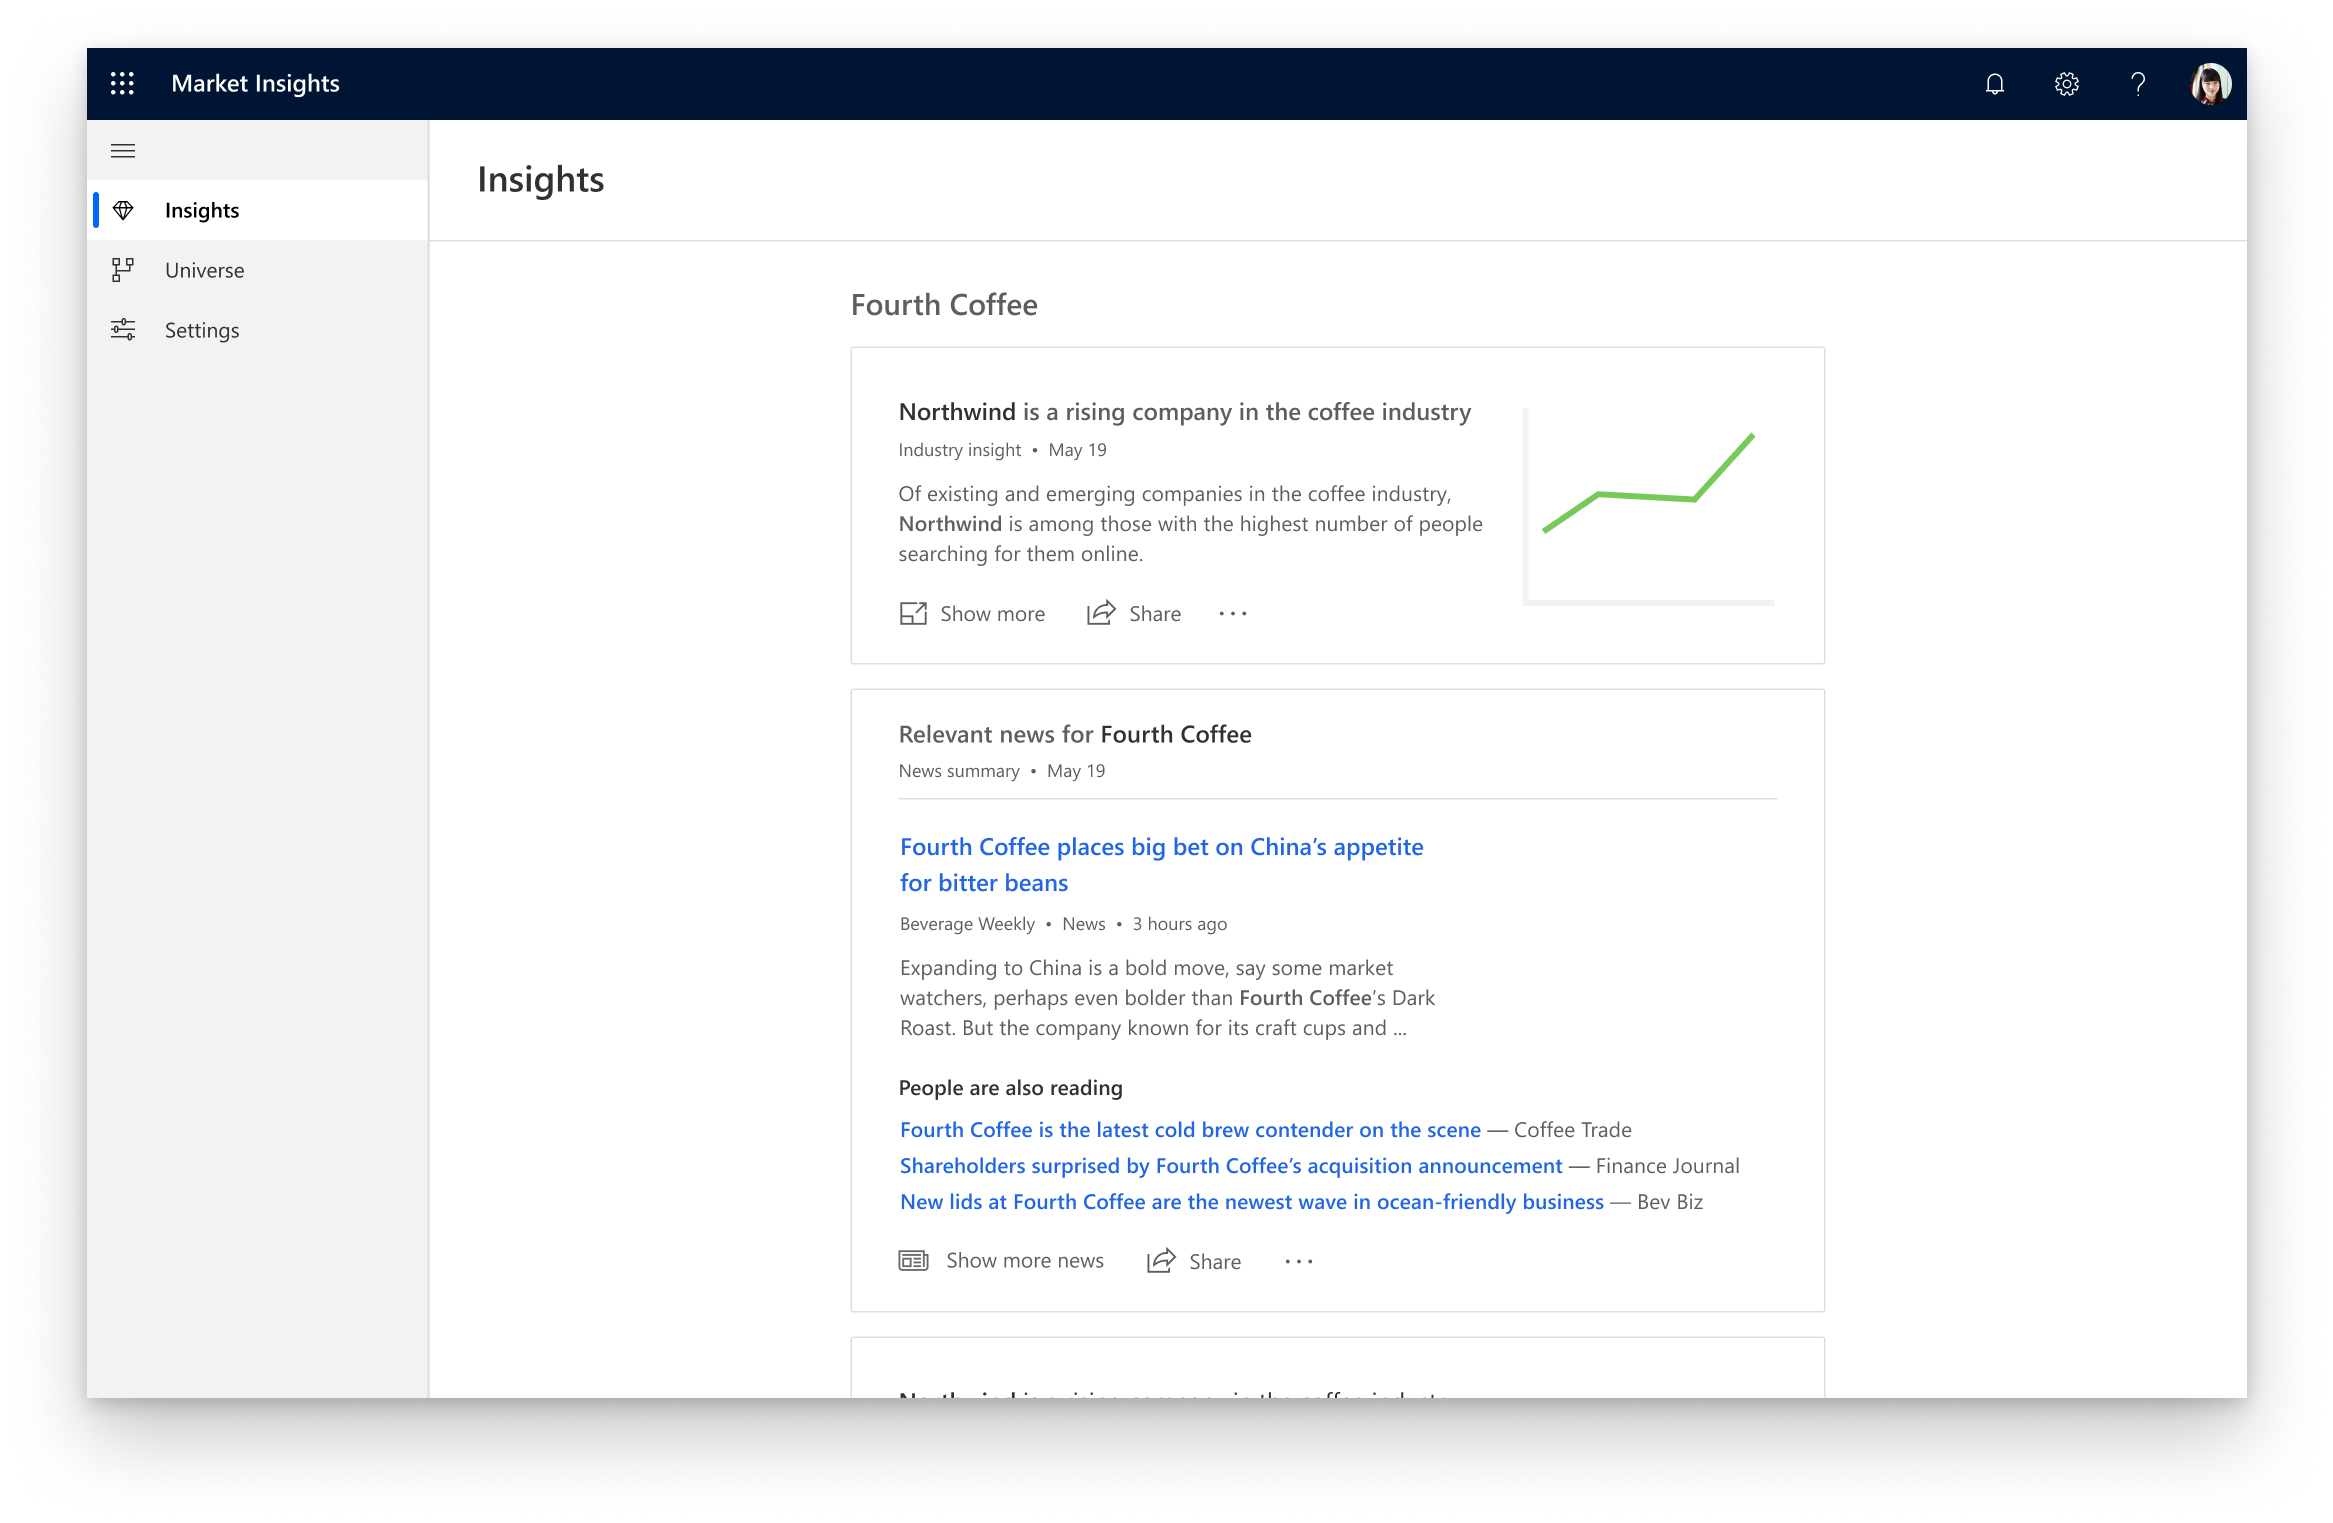 Market Insights
Insights
Universe
Settings
Insights
Fourth Coffee
Northwind is a rising company in the coffee industry
Industry insight • May 19
Of existing and emerging companies in the coffee industry,
Northwind is among those with the highest number of people
searching for them online.
Show more
Share
Relevant news for Fourth Coffee
News summary • May 19
Fourth Coffee places big bet on China’s appetite
for bitter beans
Beverage Weekly • News • 3 hours ago
Expanding to China is a bold move, say some market
watchers, perhaps even bolder than Fourth Coffee’s Dark
Roast. But the company known for its craft cups and ...
People are also reading
Fourth Coffee is the latest cold brew contender on the scene — Coffee Trade
Shareholders surprised by Fourth Coffee’s acquisition announcement — Finance Journal
New lids at Fourth Coffee are the newest wave in ocean-friendly business — Bev Biz
Show more news
Share